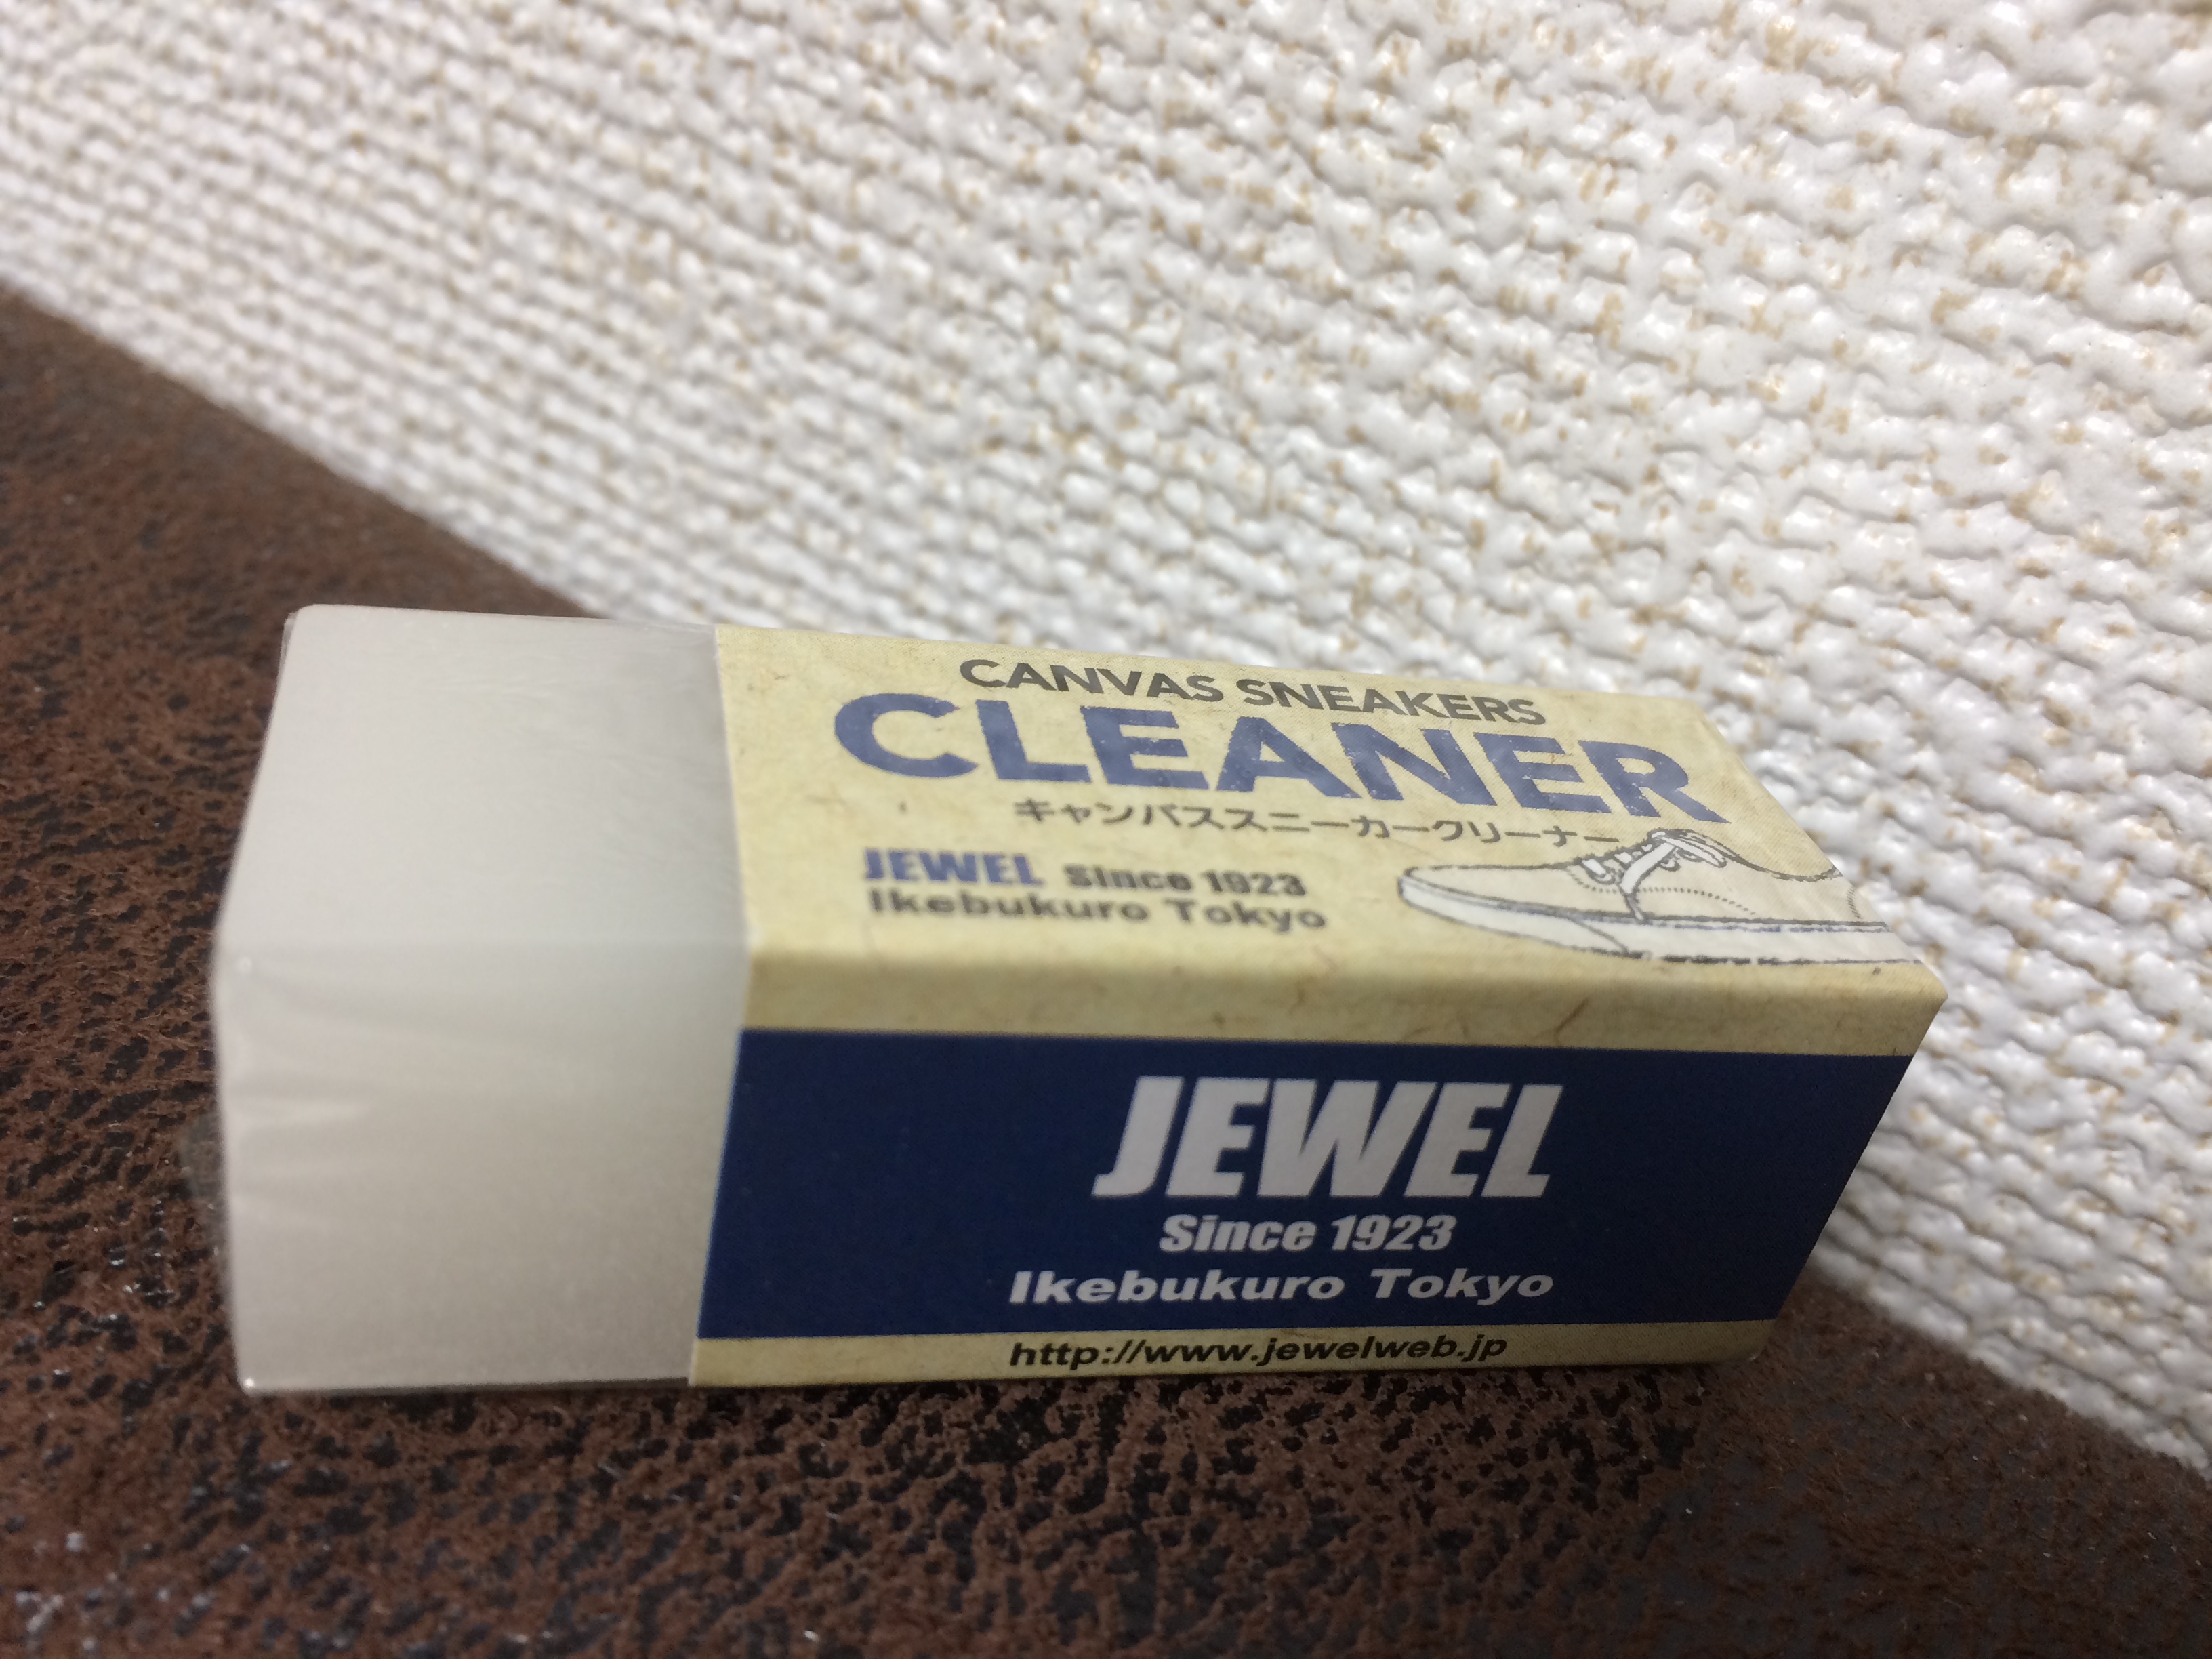 CANVAS SNEAKERS
CLEANER
キャンバススニーカークリーナー
JEWEL Since 1923
Ikebukuro Tokyo
JEWEL
Since 1923
Ikebukuro Tokyo
http://www.jewelweb.jp